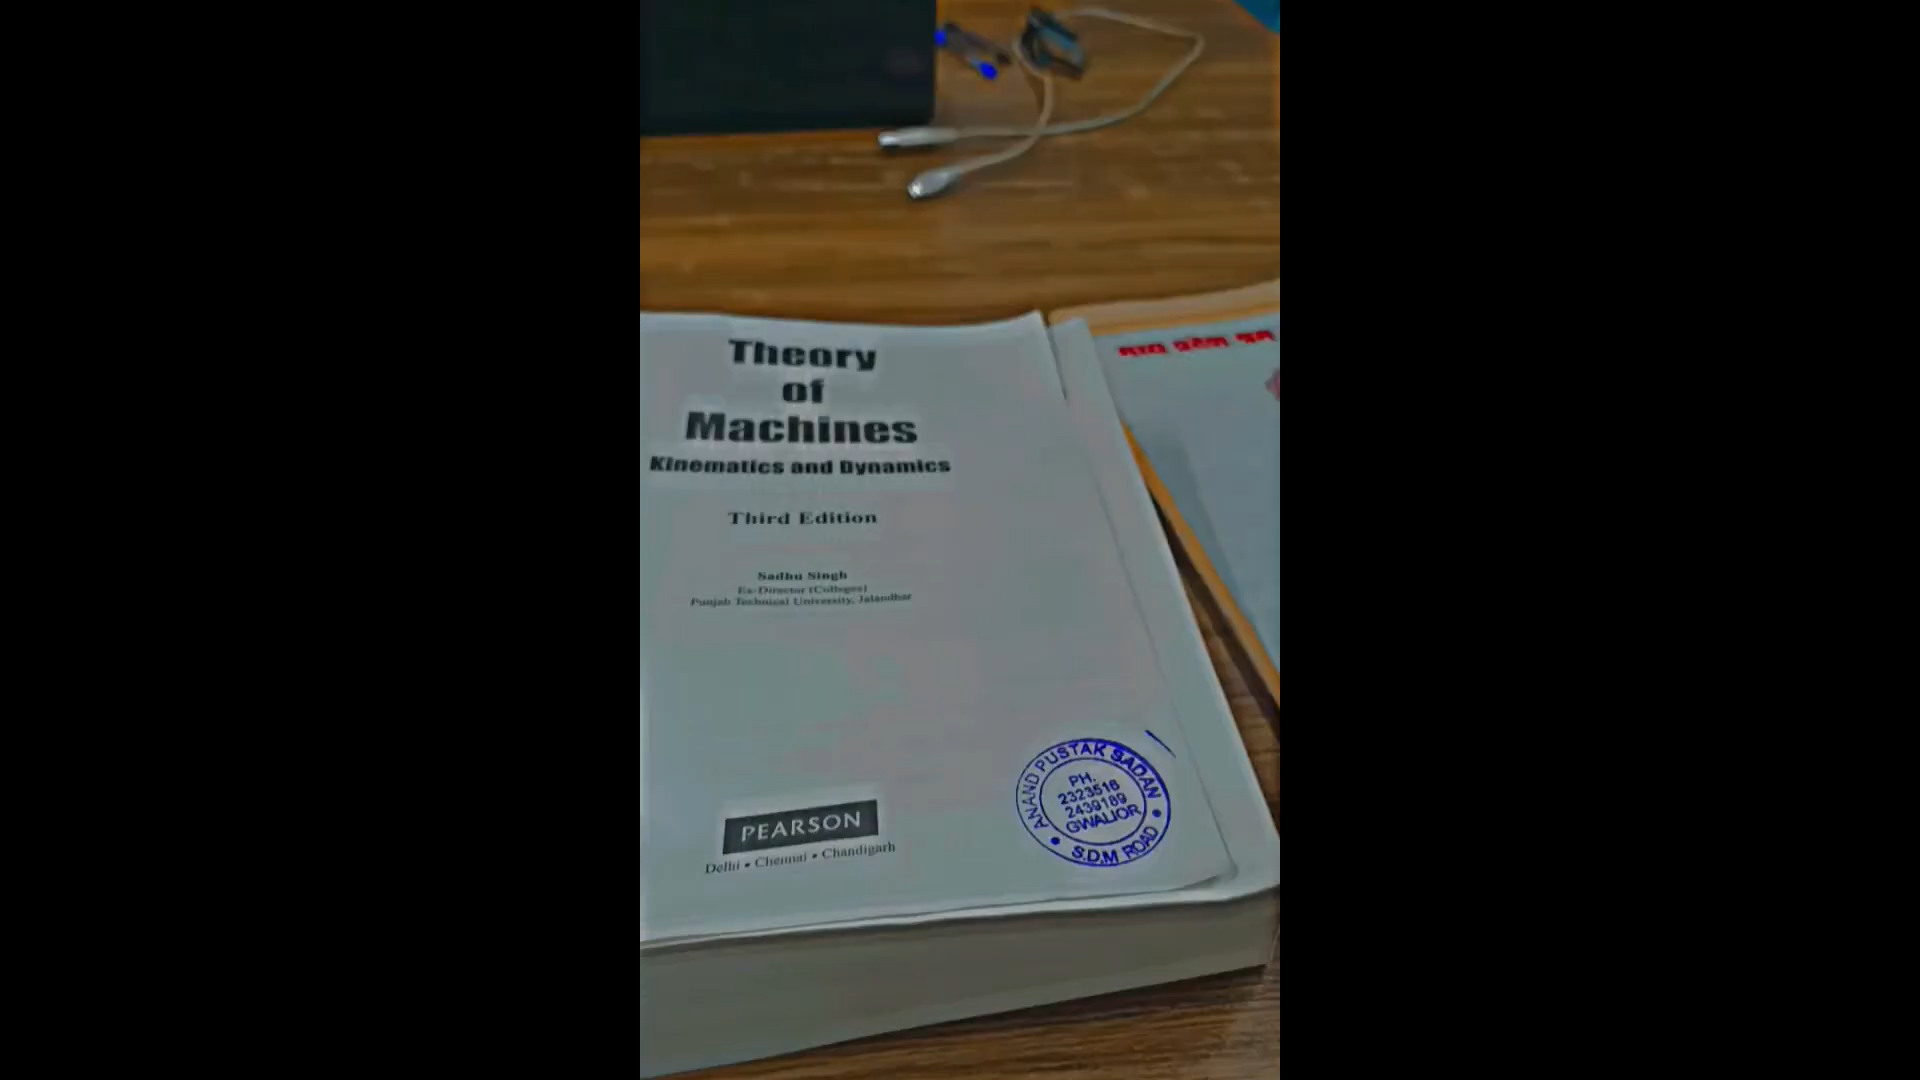 Theory
of
Machines
Kinematics and Dynamics
Third Edition
Sadhu Singh
Ex-Director (Colleges)
Punjab Technical University, Jalandhar
PEARSON
Delhi • Chennai • Chandigarh
ANAND PUSTAK SADAN
PH.
2323516
2439189
GWALIOR
• S.D.M ROAD •